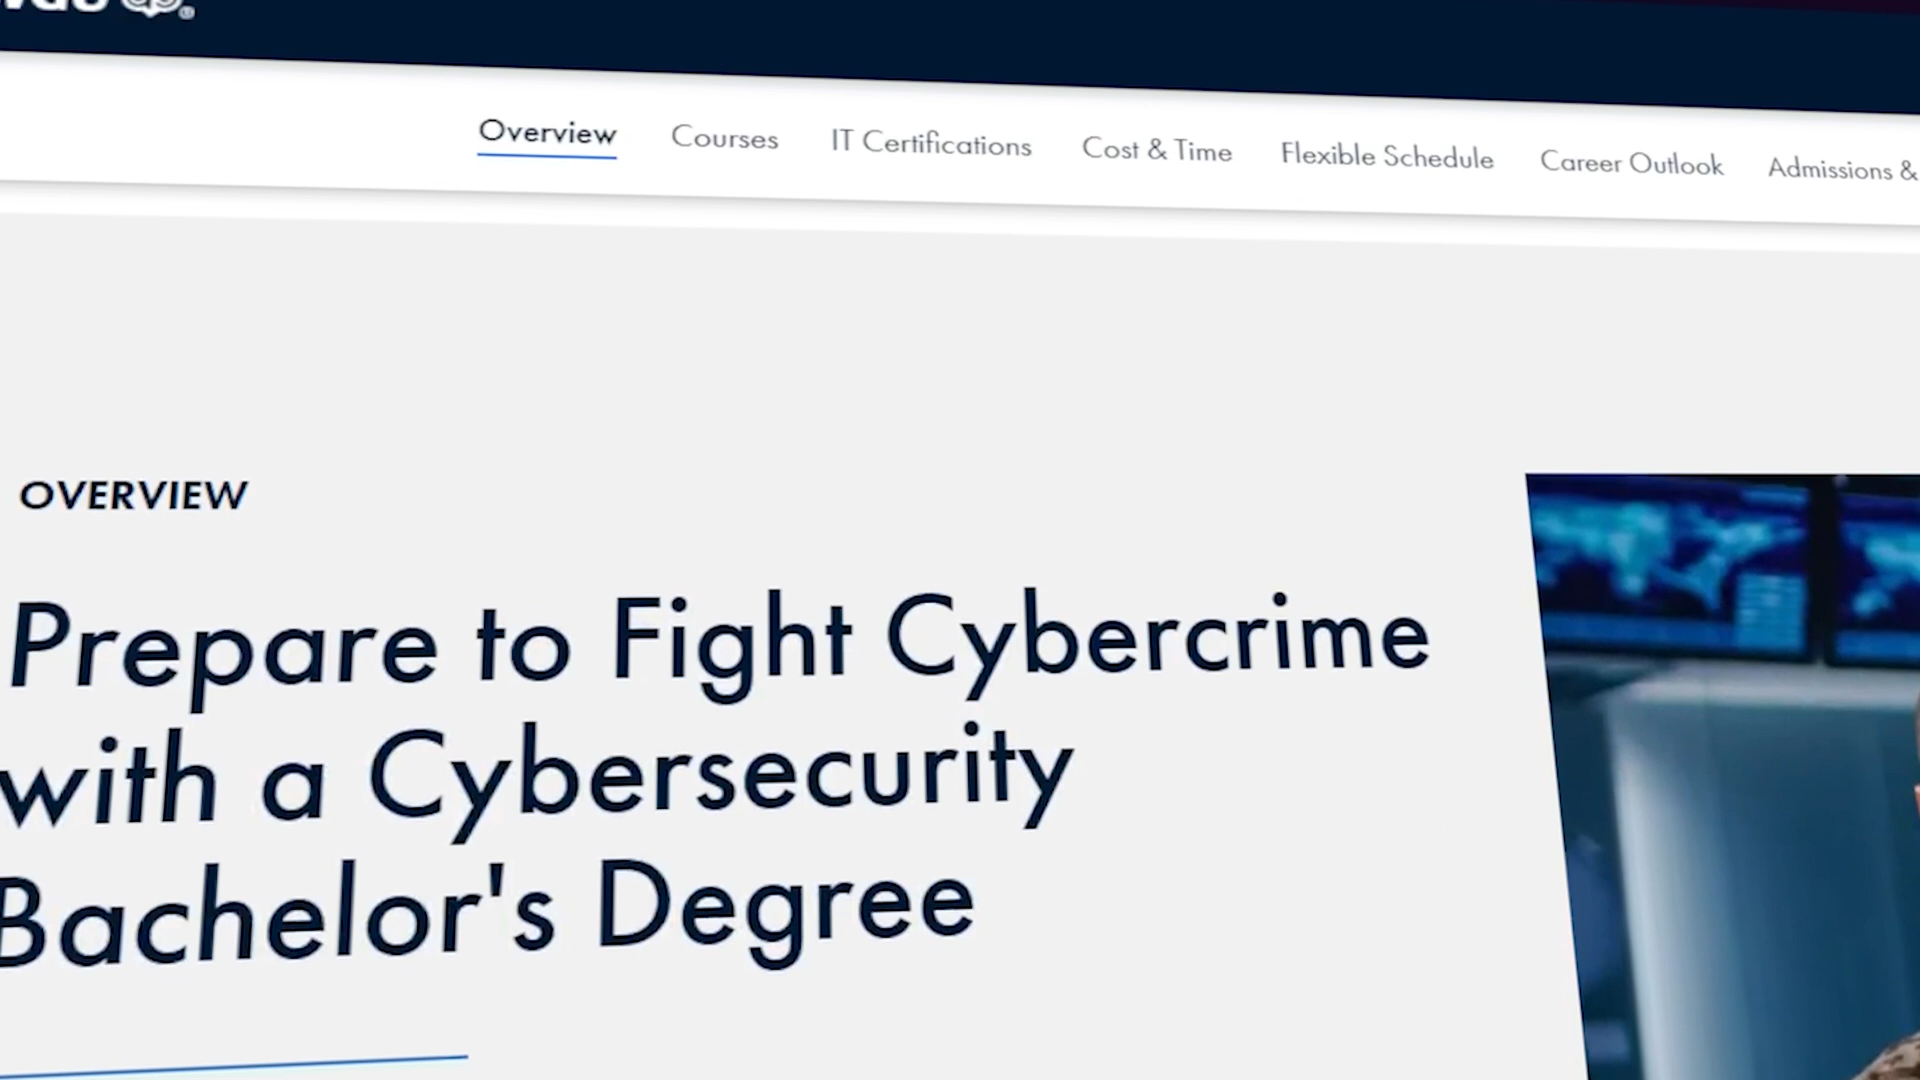 Overview Courses IT Certifications Cost & Time Flexible Schedule Career Outlook Admissions &
OVERVIEW
Prepare to Fight Cybercrime
with a Cybersecurity
Bachelor's Degree